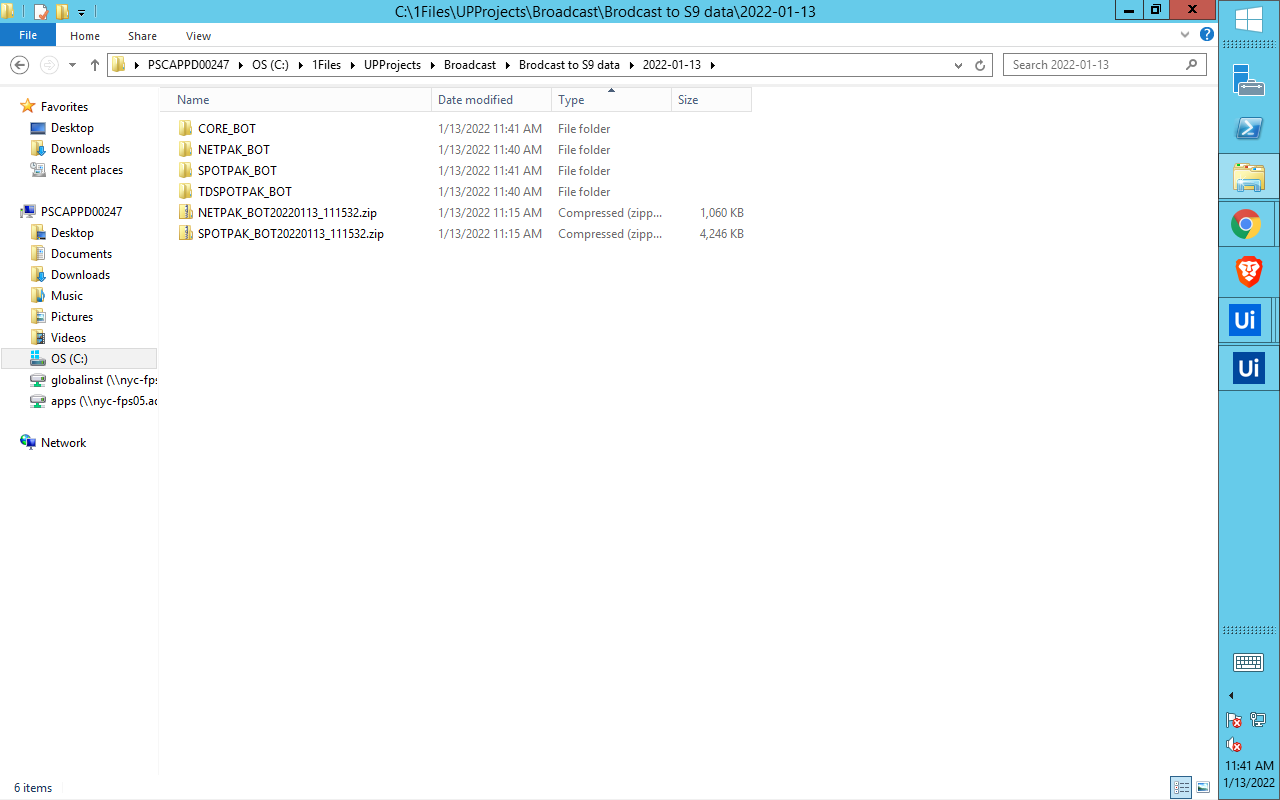 C:\1Files\UPProjects\Broadcast\Brodcast to S9 data\2022-01-13
File Home Share View
PSCAPPD00247 OS (C:) 1Files UPProjects Broadcast Brodcast to S9 data 2022-01-13 Search 2022-01-13
Name Date modified Type Size
Favorites
Desktop
Downloads
Recent places
PSCAPPD00247
Desktop
Documents
Downloads
Music
Pictures
Videos
OS (C:)
globalinst (\\nyc-fps
apps (\\nyc-fps05.ac
Network
CORE_BOT 1/13/2022 11:41 AM File folder
NETPAK_BOT 1/13/2022 11:40 AM File folder
SPOTPAK_BOT 1/13/2022 11:41 AM File folder
TDSPOTPAK_BOT 1/13/2022 11:40 AM File folder
NETPAK_BOT20220113_111532.zip 1/13/2022 11:15 AM Compressed (zipp... 1,060 KB
SPOTPAK_BOT20220113_111532.zip 1/13/2022 11:15 AM Compressed (zipp... 4,246 KB
Ui
Ui
11:41 AM
1/13/2022
6 items